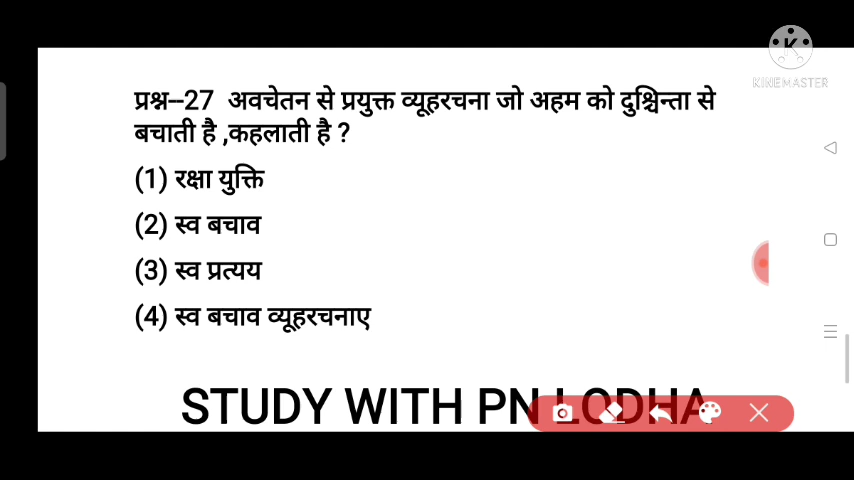 KINEMASTER
प्रश्न--27 अवचेतन से प्रयुक्त व्यूहरचना जो अहम को दुश्चिन्ता से
बचाती है ,कहलाती है ?
(1) रक्षा युक्ति
(2) स्व बचाव
(3) स्व प्रत्यय
(4) स्व बचाव व्यूहरचनाए
STUDY WITH PN LODHA